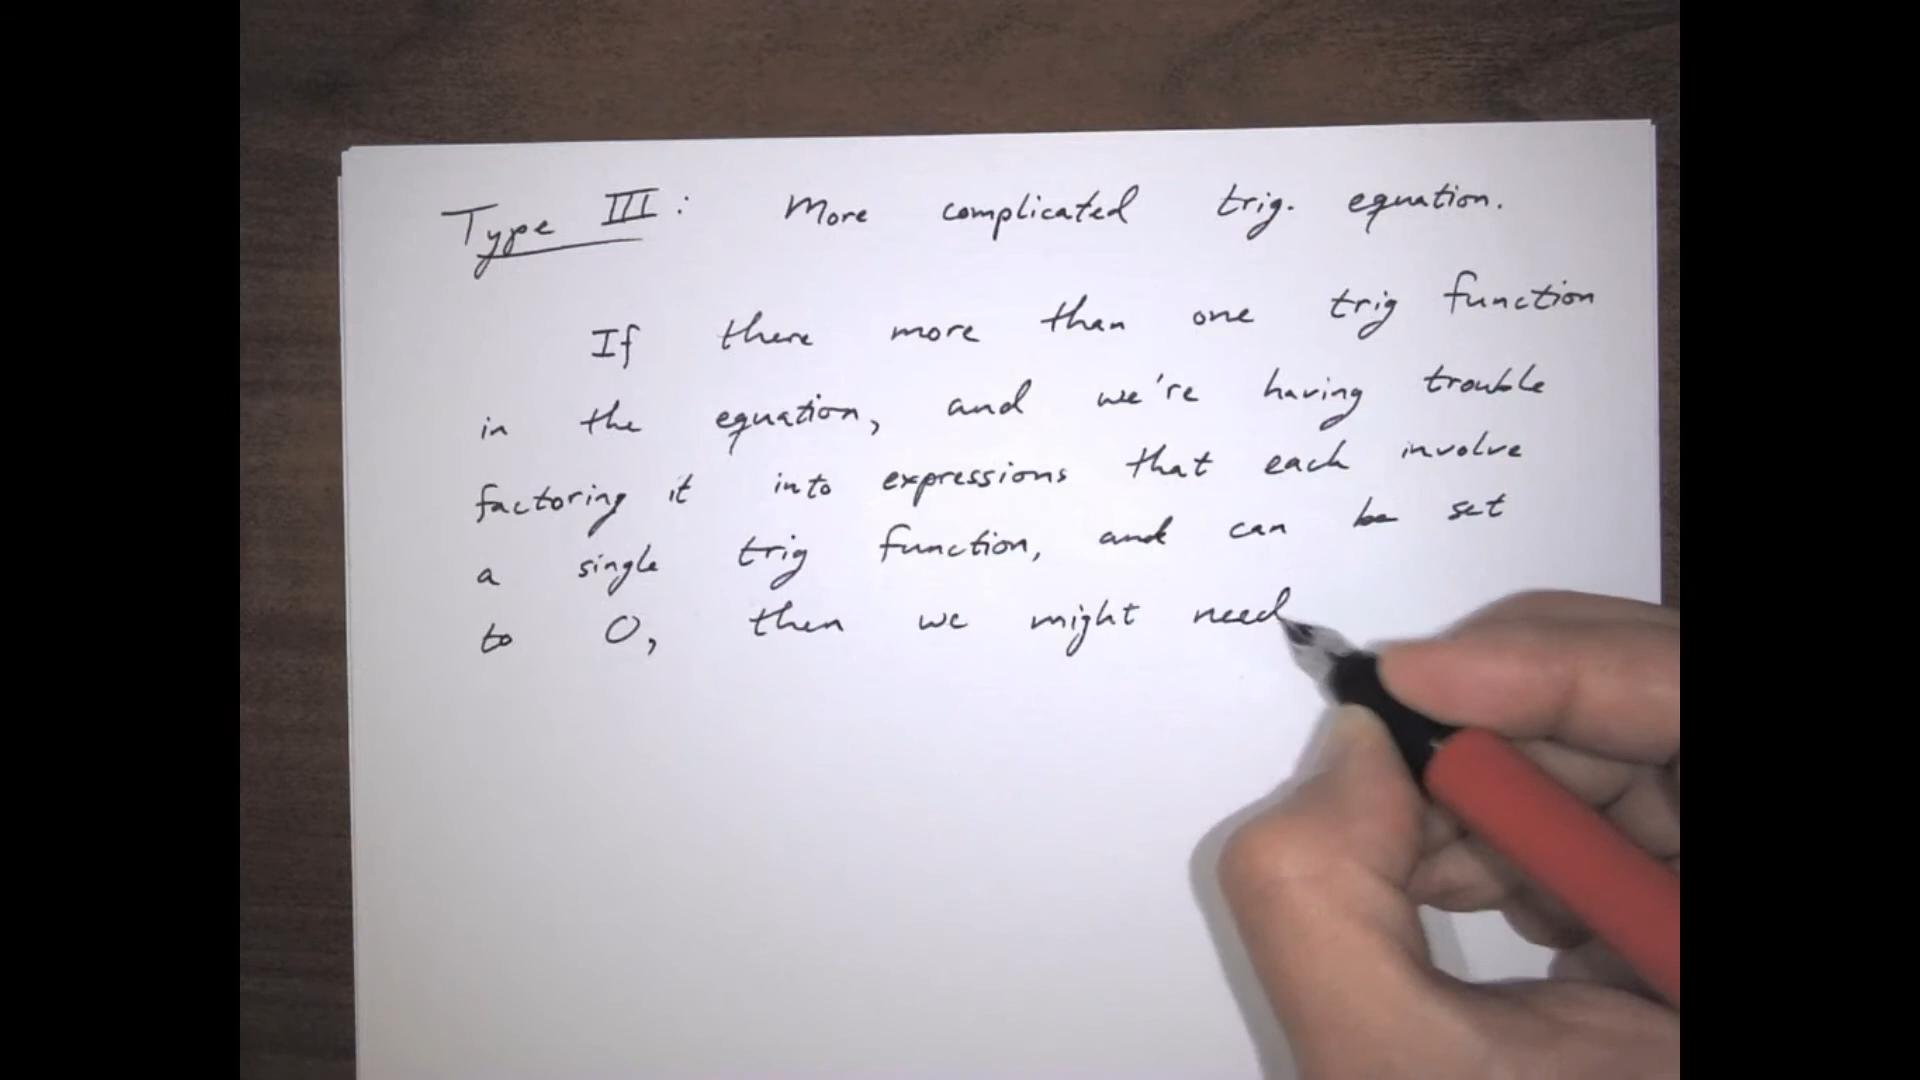 Type III: More complicated trig. equation.
If there more than one trig function
in the equation, and we're having trouble
factoring it into expressions that each involve
a single trig function, and can be set
to 0, then we might need